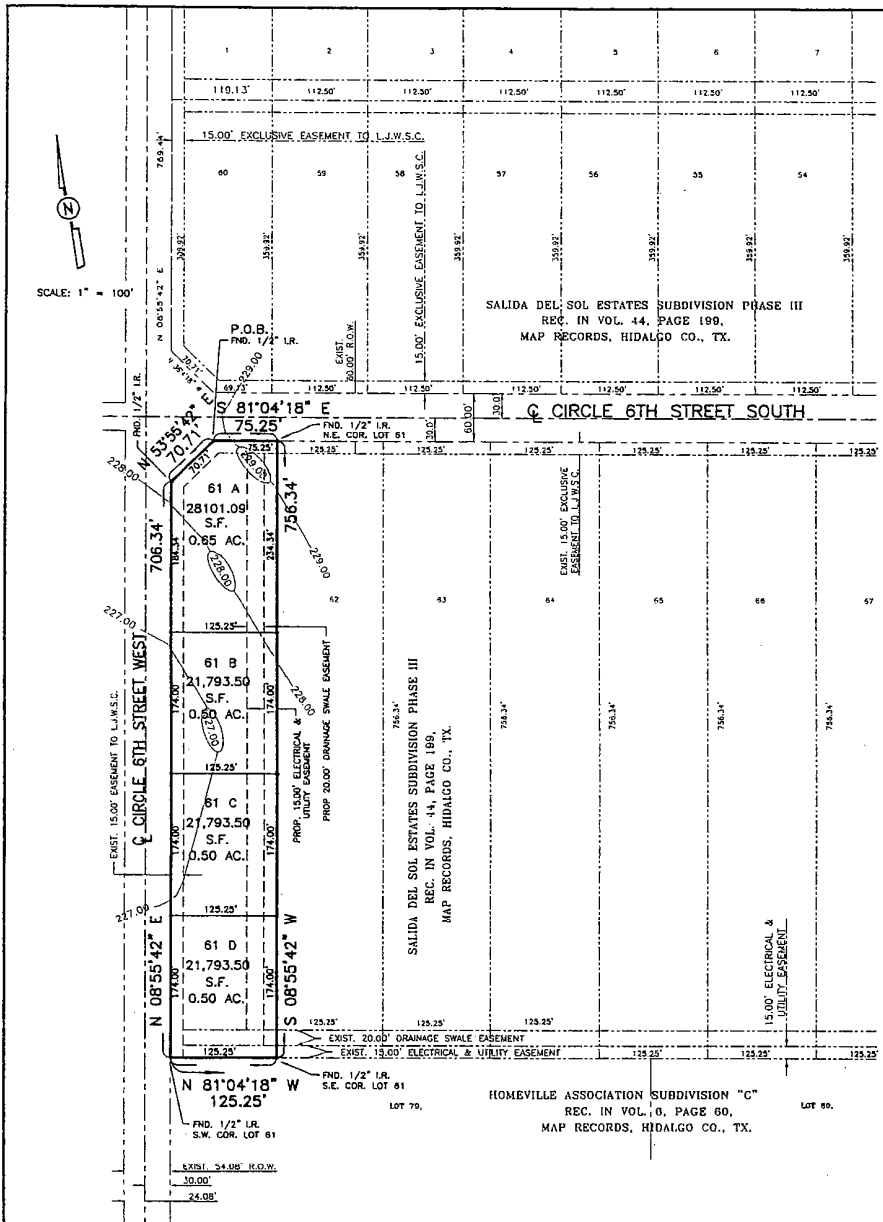 1 2 3 4 5 6 7
119.13' 112.50' 112.50' 112.50' 112.50' 112.50' 112.50'
15.00' EXCLUSIVE EASEMENT TO L.J.W.S.C.
769.44'
N 08°55'42" E
60 59 58 57 56 55 54
15.00' EXCLUSIVE EASEMENT TO L.J.W.S.C.
309.92' 359.92' 359.92' 359.92' 359.92' 359.92' 359.92'
N
SCALE: 1" = 100'
SALIDA DEL SOL ESTATES SUBDIVISION PHASE III
REC. IN VOL. 44, PAGE 199,
MAP RECORDS, HIDALGO CO., TX.
P.O.B.
FND. 1/2" I.R.
229.00
EXIST.
60.00' R.O.W.
70.71'
69.13' 112.50' 112.50' 112.50' 112.50' 112.50'
FND. 1/2" I.R.
N 53°55'42" E
70.71'
S 81°04'18" E
75.25'
30.0'
60.00'
30.0'
℄ CIRCLE 6TH STREET SOUTH
FND. 1/2" I.R.
N.E. COR. LOT 61
75.25' 125.25' 125.25' 125.25' 125.25' 125.25' 125.25'
70.71'
229.00
228.00
61 A
28101.09
S.F.
0.65 AC.
706.34'
184.34'
234.34'
756.34'
228.00
229.00
EXIST. 15.00' EXCLUSIVE
EASEMENT TO L.J.W.S.C.
62 63 64 65 66 67
227.00
125.25'
61 B
21,793.50
S.F.
0.50 AC.
174.00' 174.00'
227.00
228.00
PROP. 15.00' ELECTRICAL &
UTILITY EASEMENT
PROP 20.00' DRAINAGE SWALE EASEMENT
756.34' 756.34' 756.34' 756.34' 756.34'
SALIDA DEL SOL ESTATES SUBDIVISION PHASE III
REC. IN VOL. 44, PAGE 199,
MAP RECORDS, HIDALGO CO., TX.
EXIST. 15.00' EASEMENT TO L.J.W.S.C.
℄ CIRCLE 6TH STREET WEST
125.25'
61 C
21,793.50
S.F.
0.50 AC.
174.00' 174.00'
227.00
125.25'
61 D
21,793.50
S.F.
0.50 AC.
174.00' 174.00'
N 08°55'42" E
S 08°55'42" W
15.00' ELECTRICAL &
UTILITY EASEMENT
125.25' 125.25' 125.25'
EXIST. 20.00' DRAINAGE SWALE EASEMENT
125.25' EXIST. 15.00' ELECTRICAL & UTILITY EASEMENT 125.25' 125.25' 125.25'
FND. 1/2" I.R.
S.E. COR. LOT 61
N 81°04'18" W
125.25'
FND. 1/2" I.R.
S.W. COR. LOT 61
LOT 79,
HOMEVILLE ASSOCIATION SUBDIVISION "C"
REC. IN VOL. 6, PAGE 60,
MAP RECORDS, HIDALGO CO., TX.
EXIST. 54.08' R.O.W.
30.00'
24.08'